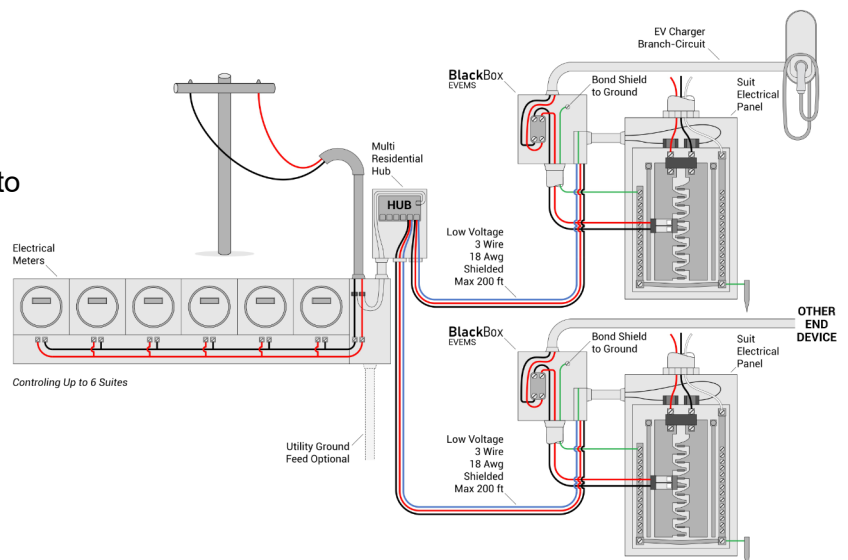 to
Electrical
Meters
Controling Up to 6 Suites
Utility Ground
Feed Optional
Multi
Residential
Hub
HUB
Low Voltage
3 Wire
18 Awg
Shielded
Max 200 ft
BlackBox
EVEMS
Bond Shield
to Ground
EV Charger
Branch-Circuit
Suit
Electrical
Panel
BlackBox
EVEMS
Bond Shield
to Ground
Suit
Electrical
Panel
OTHER
END
DEVICE
Low Voltage
3 Wire
18 Awg
Shielded
Max 200 ft